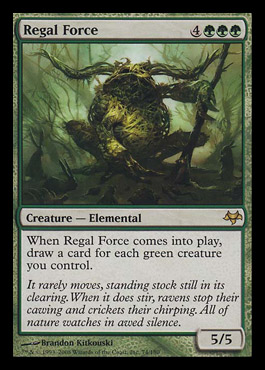 Regal Force 4
Creature — Elemental
When Regal Force comes into play,
draw a card for each green creature
you control.
It rarely moves, standing stock still in its
clearing. When it does stir, ravens stop their
cawing and crickets their chirping. All of
nature watches in awed silence.
Brandon Kitkouski
5/5